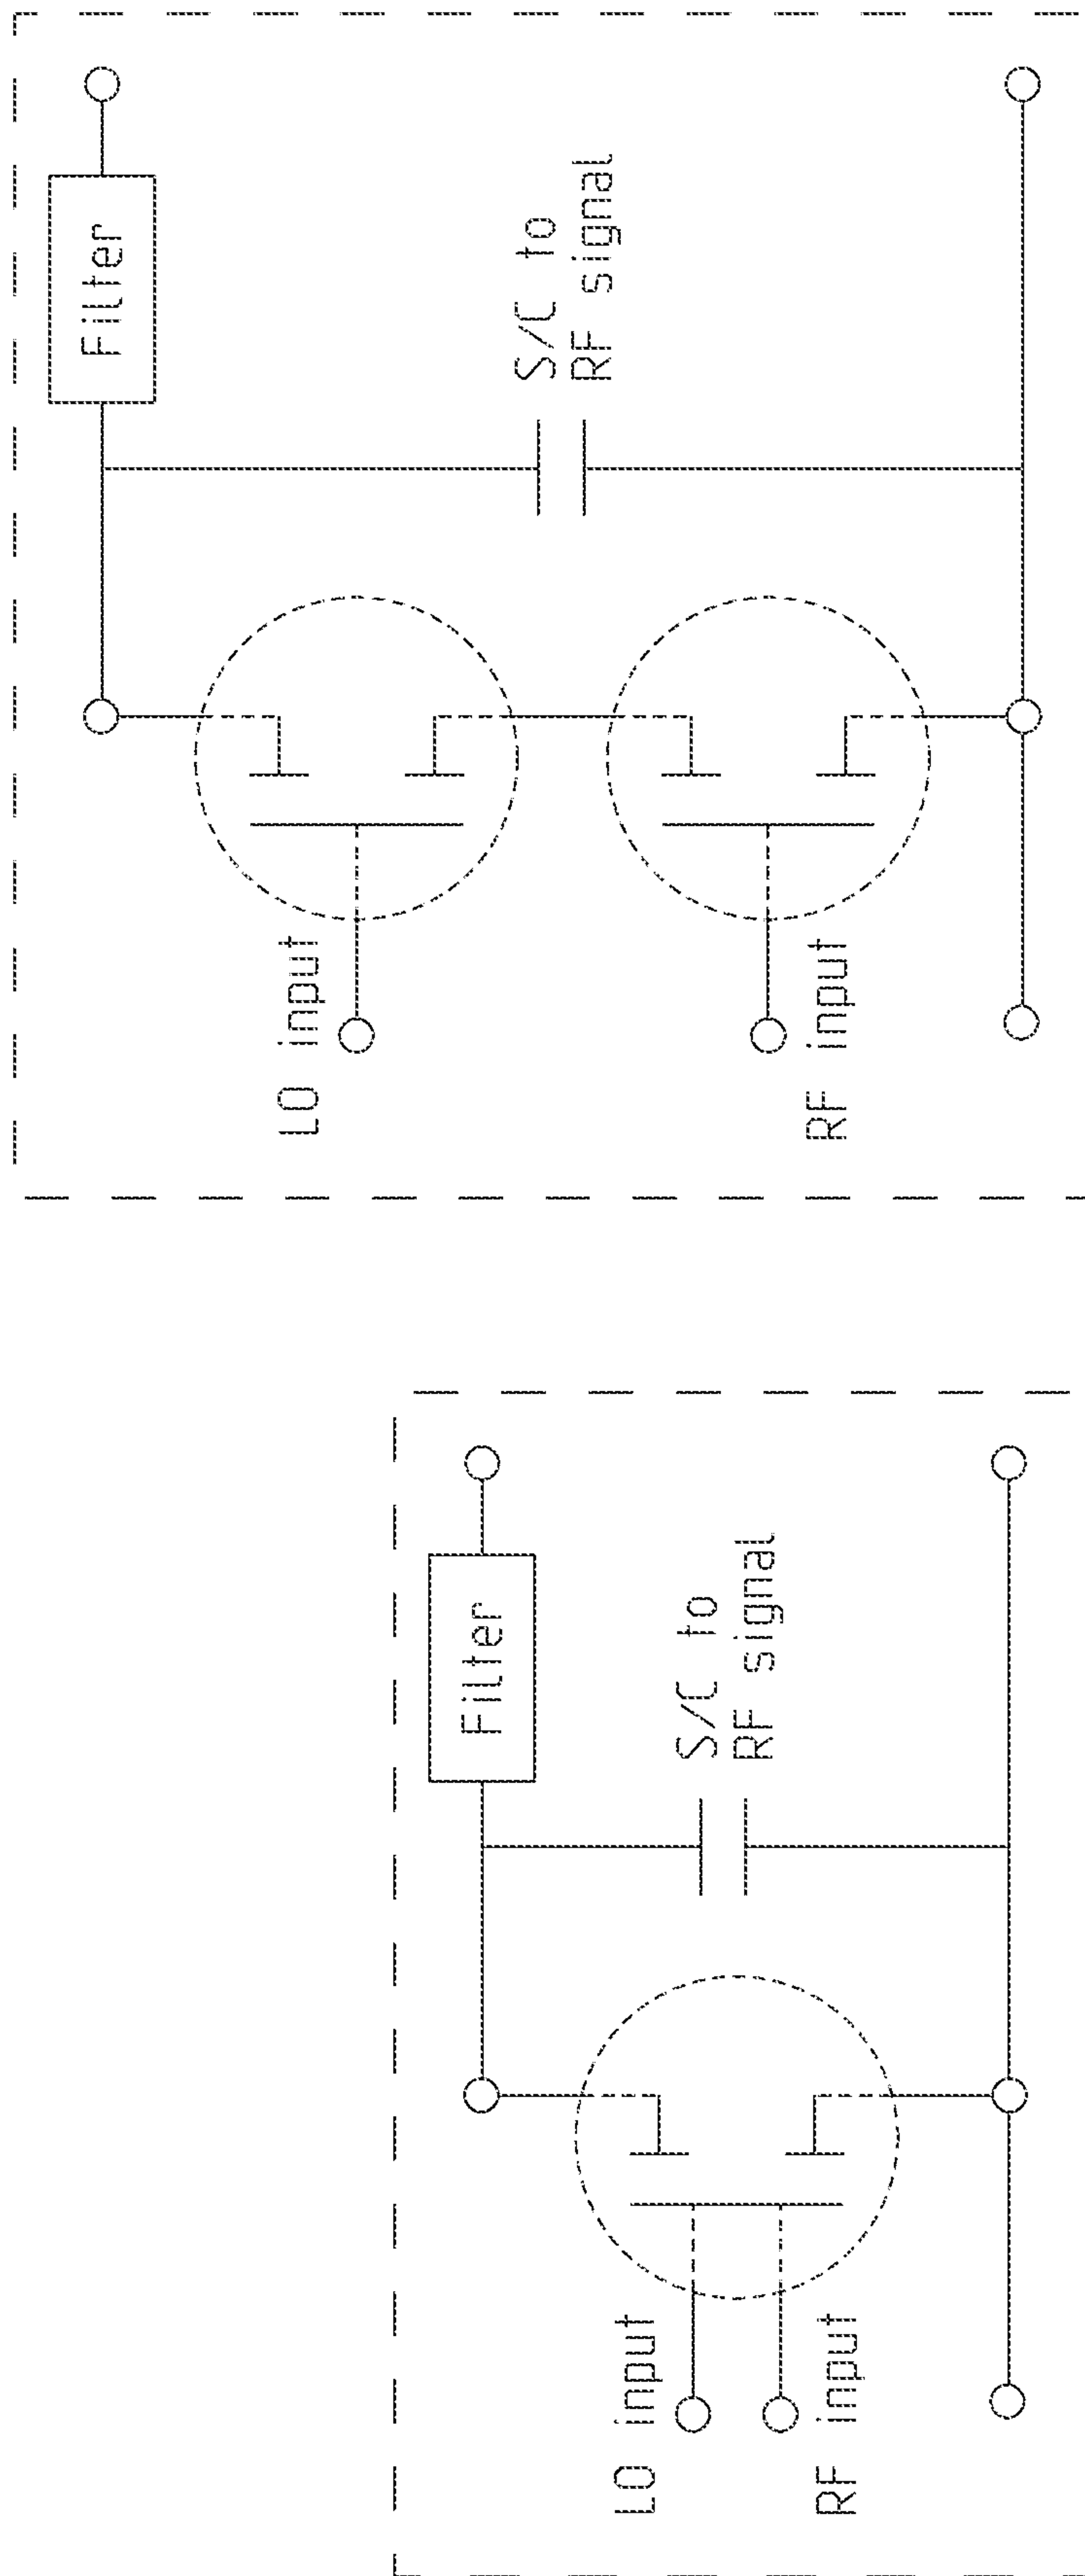 Filter
S/C to
RF signal
LO input
RF input
Filter
S/C to
RF signal
LO input
RF input